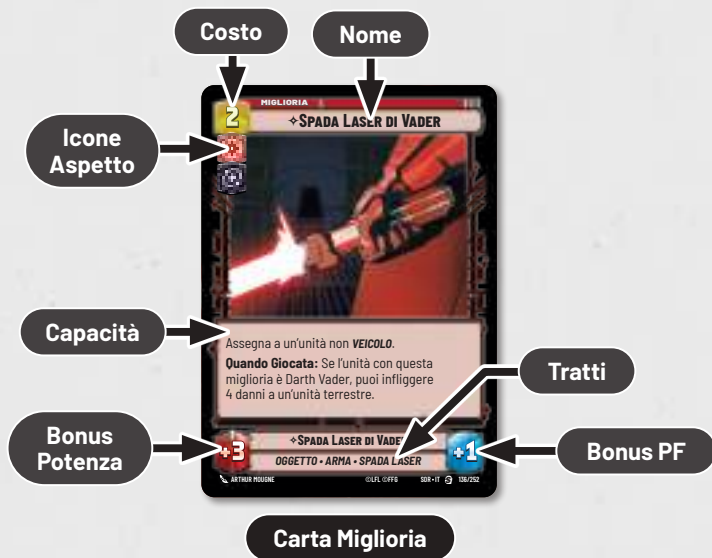 Costo
Nome
MIGLIORIA
2
✧SPADA LASER DI VADER
Icone
Aspetto
Capacità
Assegna a un'unità non VEICOLO.
Quando Giocata: Se l'unità con questa
miglioria è Darth Vader, puoi infliggere
4 danni a un'unità terrestre.
Tratti
Bonus
Potenza
+3
✧SPADA LASER DI VADER
OGGETTO • ARMA • SPADA LASER
+1
Bonus PF
ARTHUR MOUGNE
©LFL ©FFG
SOR • IT
136/252
Carta Miglioria